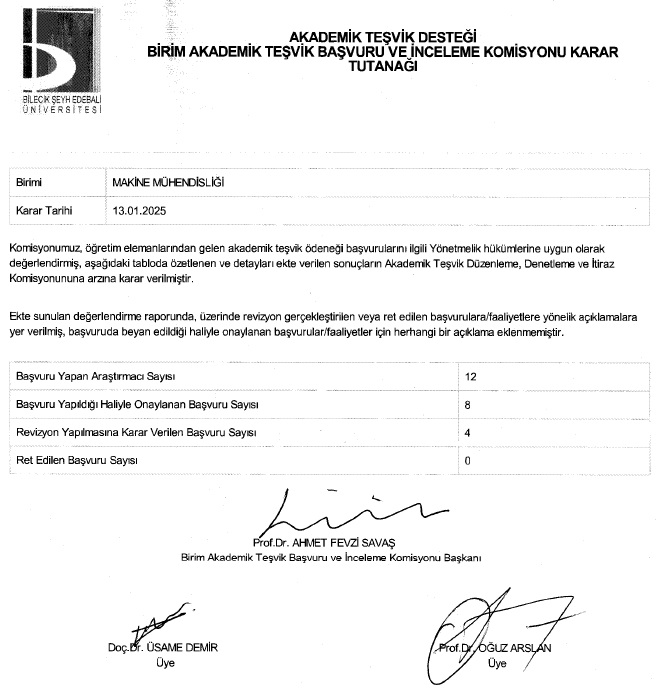 AKADEMİK TEŞVİK DESTEĞİ
BİRİM AKADEMİK TEŞVİK BAŞVURU VE İNCELEME KOMİSYONU KARAR
TUTANAĞI
BİLECİK ŞEYH EDEBALİ
ÜNİVERSİTESİ
Birimi MAKİNE MÜHENDİSLİĞİ
Karar Tarihi 13.01.2025
Komisyonumuz, öğretim elemanlarından gelen akademik teşvik ödeneği başvurularını ilgili Yönetmelik hükümlerine uygun olarak
değerlendirmiş, aşağıdaki tabloda özetlenen ve detayları ekte verilen sonuçların Akademik Teşvik Düzenleme, Denetleme ve İtiraz
Komisyonununa arzına karar verilmiştir.
Ekte sunulan değerlendirme raporunda, üzerinde revizyon gerçekleştirilen veya ret edilen başvurulara/faaliyetlere yönelik açıklamalara
yer verilmiş, başvuruda beyan edildiği haliyle onaylanan başvurular/faaliyetler için herhangi bir açıklama eklenmemiştir.
Başvuru Yapan Araştırmacı Sayısı 12
Başvuru Yapıldığı Haliyle Onaylanan Başvuru Sayısı 8
Revizyon Yapılmasına Karar Verilen Başvuru Sayısı 4
Ret Edilen Başvuru Sayısı 0
Prof.Dr. AHMET FEVZİ SAVAŞ
Birim Akademik Teşvik Başvuru ve İnceleme Komisyonu Başkanı
Doç.Dr. ÜSAME DEMİR
Üye
Prof.Dr. OĞUZ ARSLAN
Üye